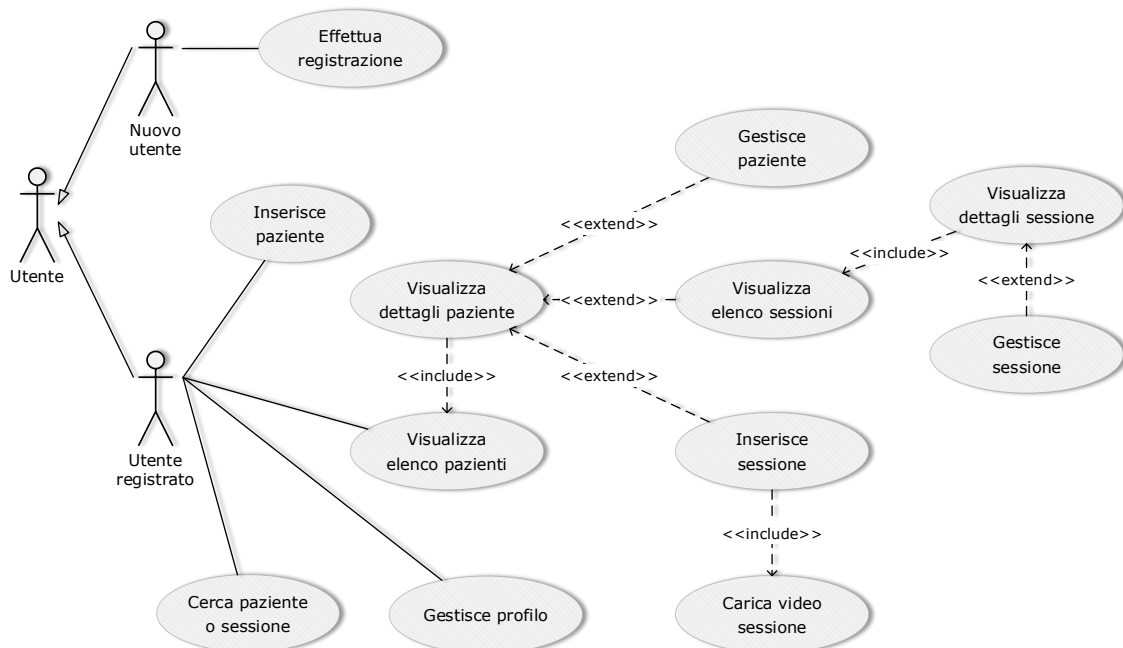 Effettua
registrazione
Nuovo
utente
Gestisce
paziente
Visualizza
dettagli sessione
Inserisce
paziente
<<extend>>
<<include>>
Utente
Visualizza
dettagli paziente
<<extend>>
Visualizza
elenco sessioni
<<extend>>
Gestisce
sessione
<<include>>
<<extend>>
Utente
registrato
Visualizza
elenco pazienti
Inserisce
sessione
<<include>>
Cerca paziente
o sessione
Gestisce profilo
Carica video
sessione